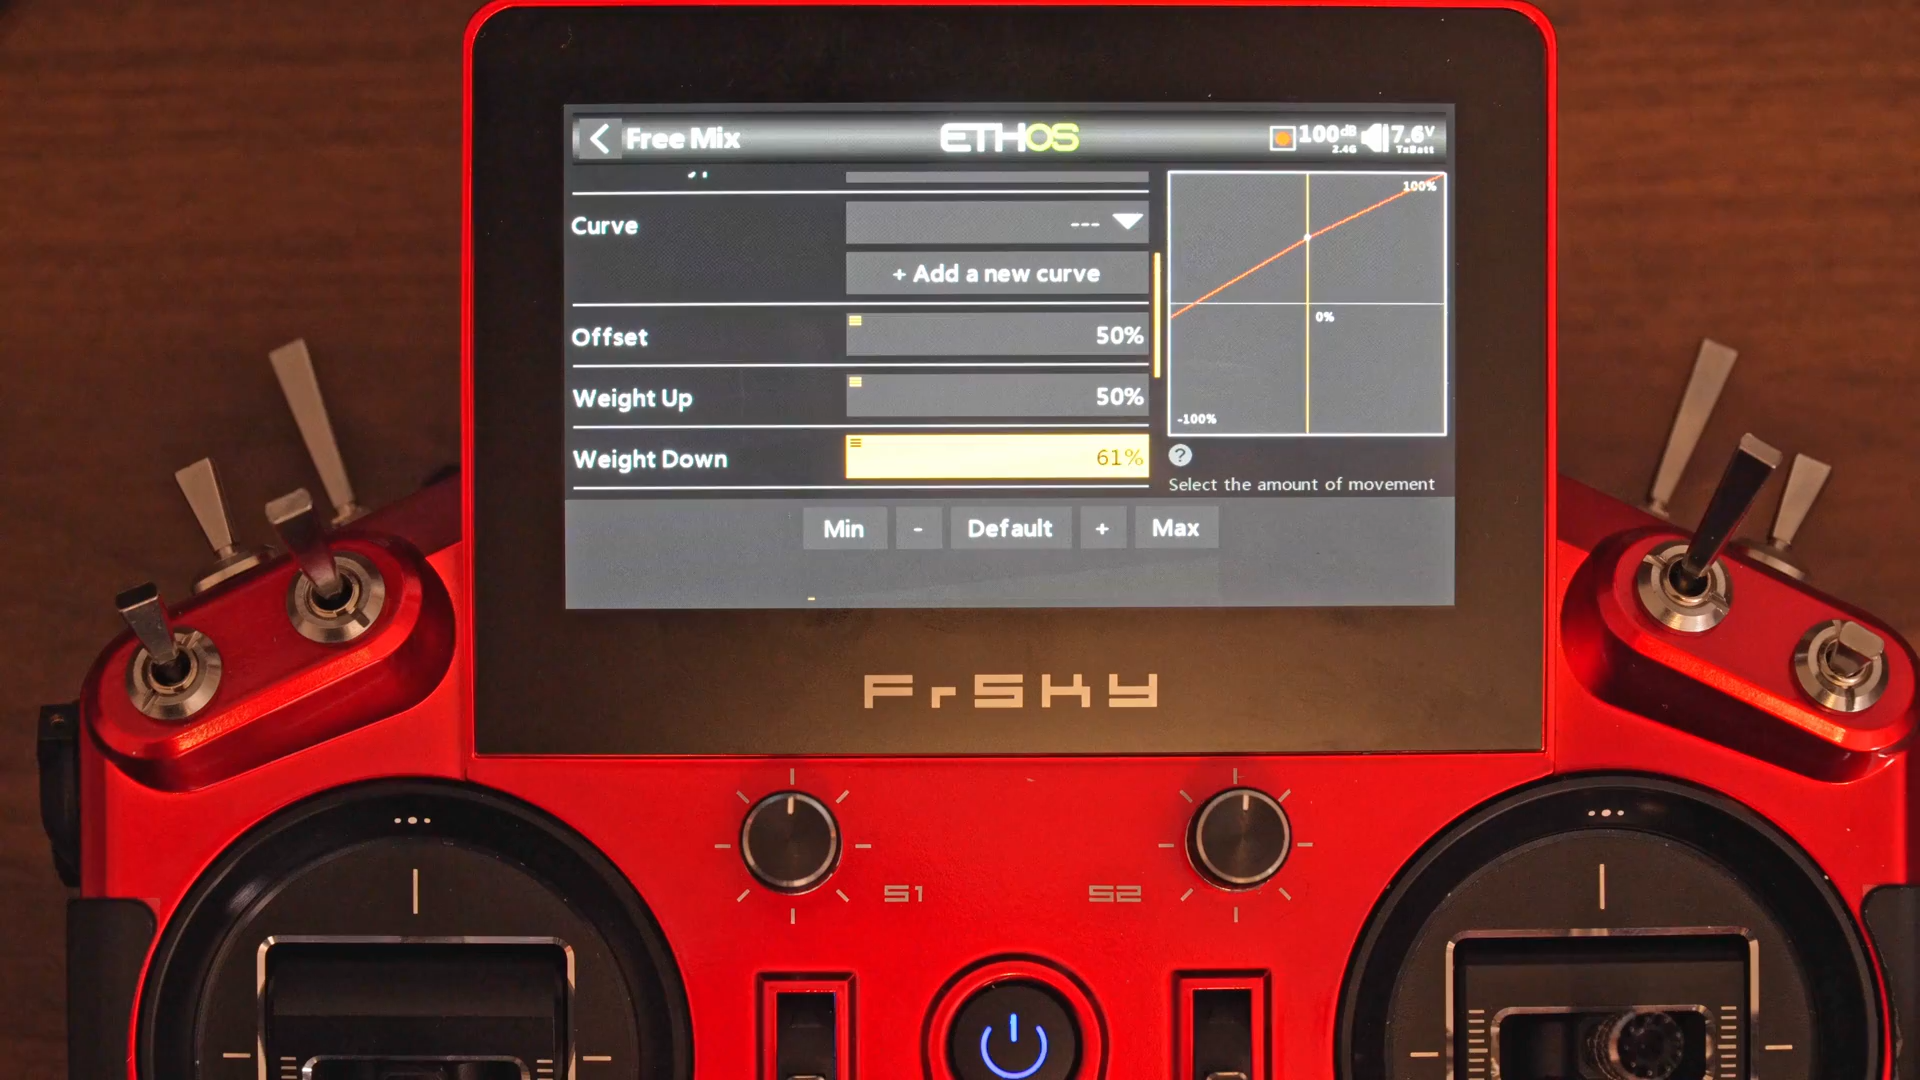 Free Mix
ETHOS
100dB
2.4G
7.6V
TxBatt
Curve
---
+ Add a new curve
Offset
50%
Weight Up
50%
Weight Down
61%
100%
0%
-100%
?
Select the amount of movement
Min
-
Default
+
Max
FrSKY
S1
S2